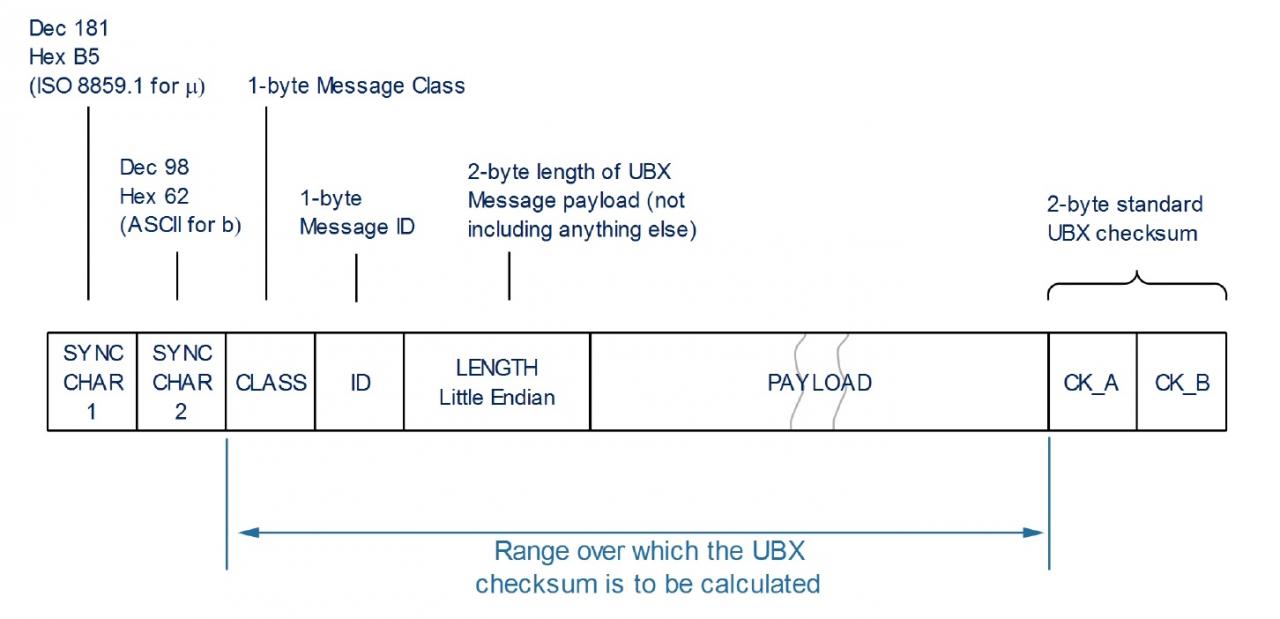 Dec 181
Hex B5
(ISO 8859.1 for μ)
1-byte Message Class
Dec 98
Hex 62
(ASCII for b)
1-byte
Message ID
2-byte length of UBX
Message payload (not
including anything else)
2-byte standard
UBX checksum
SYNC
CHAR
1
SYNC
CHAR
2
CLASS
ID
LENGTH
Little Endian
PAYLOAD
CK_A
CK_B
Range over which the UBX
checksum is to be calculated